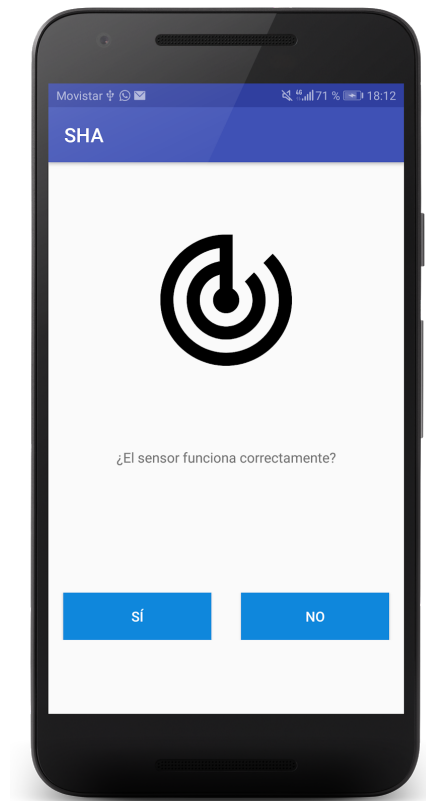 Movistar 71 % 18:12
SHA
¿El sensor funciona correctamente?
SÍ NO